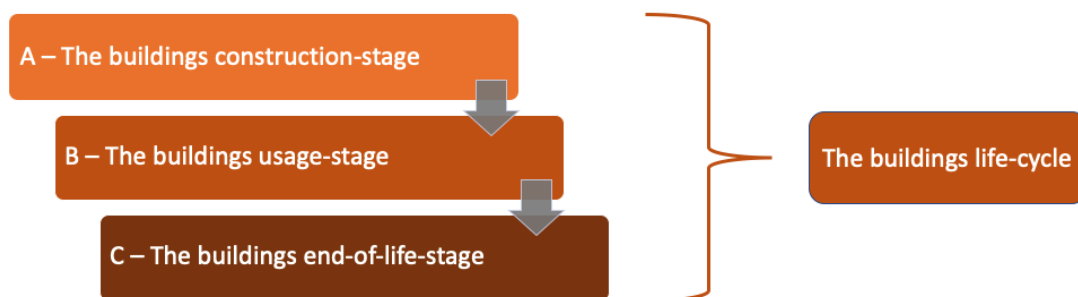 A – The buildings construction-stage
B – The buildings usage-stage
The buildings life-cycle
C – The buildings end-of-life-stage